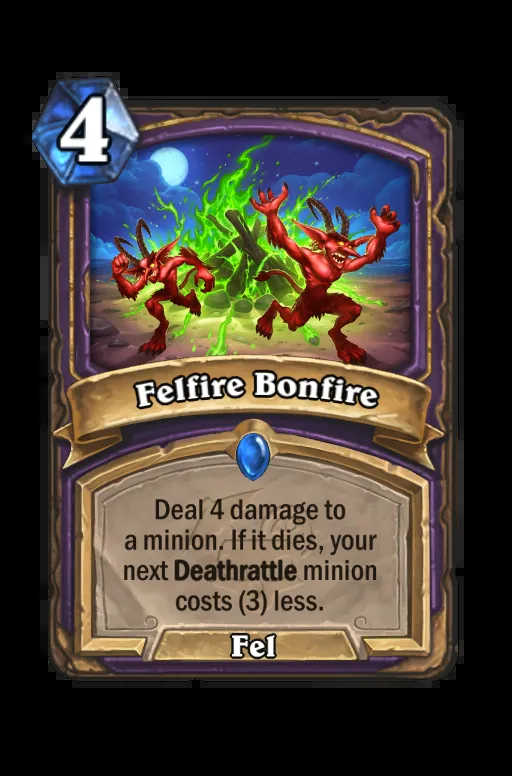 4
Felfire Bonfire
Deal 4 damage to
a minion. If it dies, your
next Deathrattle minion
costs (3) less.
Fel